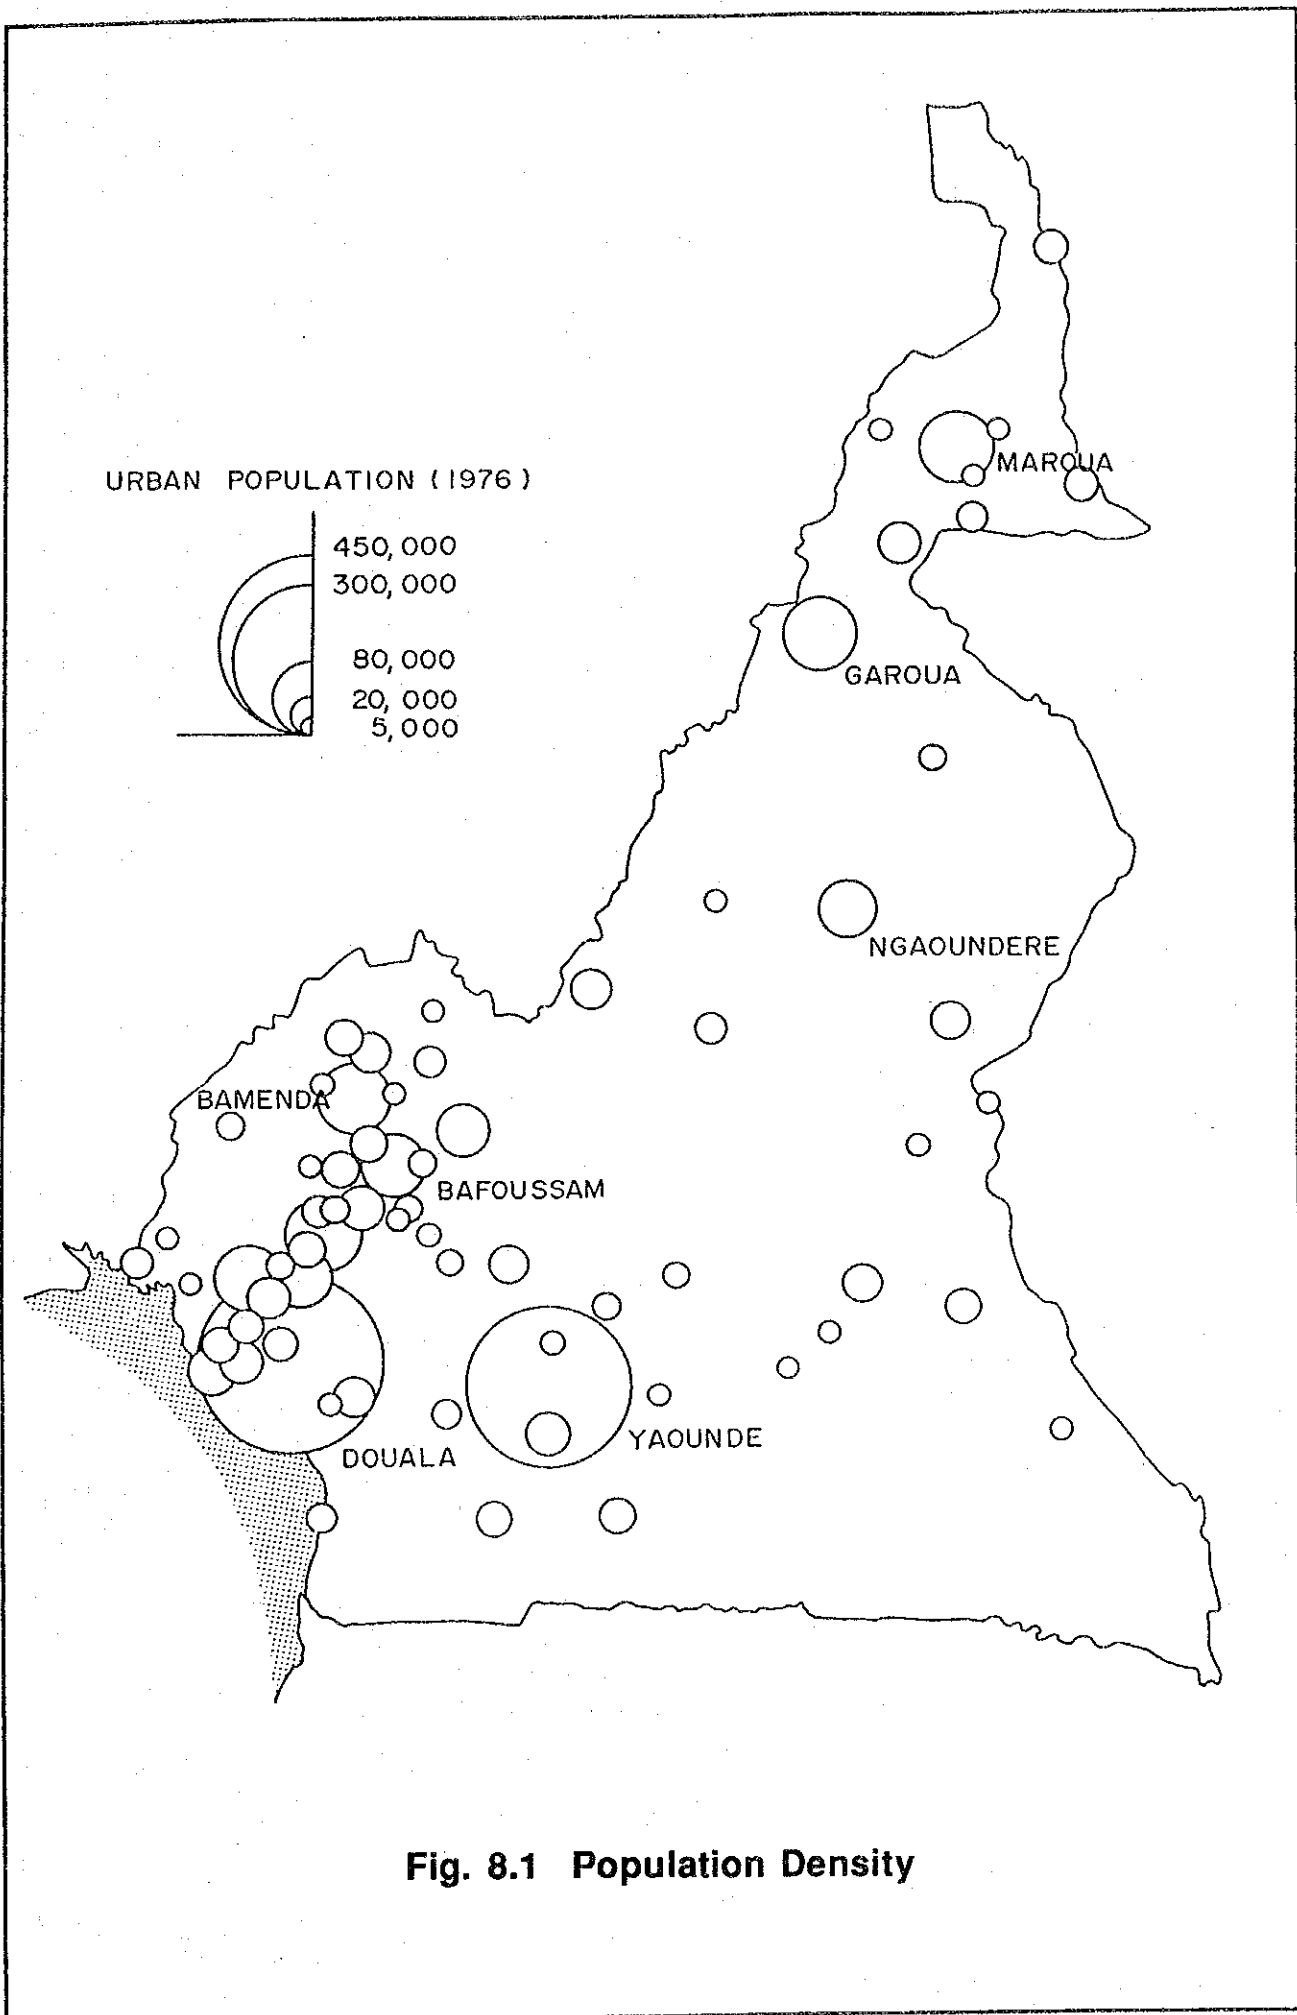 URBAN POPULATION (1976)
450,000
300,000
80,000
20,000
5,000
MAROUA
GAROUA
NGAOUNDERE
BAMENDA
BAFOUSSAM
YAOUNDE
DOUALA
Fig. 8.1 Population Density